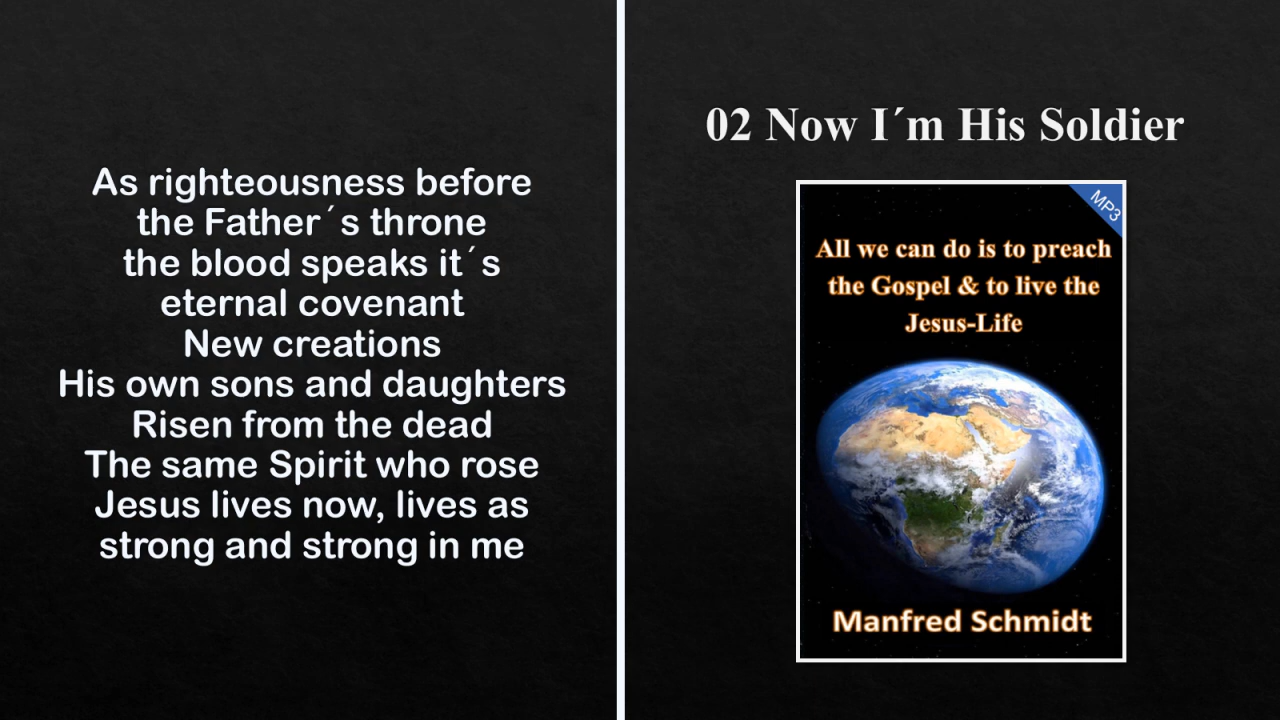 As righteousness before
the Father´s throne
the blood speaks it´s
eternal covenant
New creations
His own sons and daughters
Risen from the dead
The same Spirit who rose
Jesus lives now, lives as
strong and strong in me
02 Now I´m His Soldier
MP3
All we can do is to preach
the Gospel & to live the
Jesus-Life
Manfred Schmidt